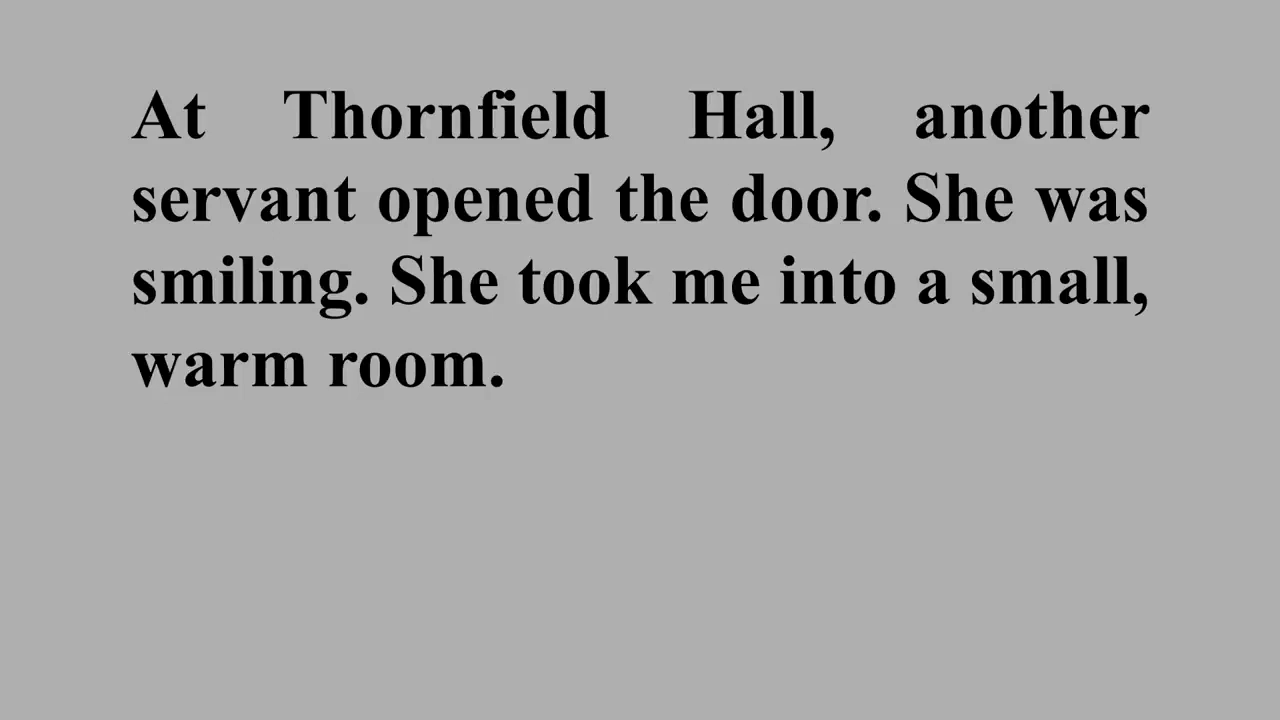 At Thornfield Hall, another
servant opened the door. She was
smiling. She took me into a small,
warm room.